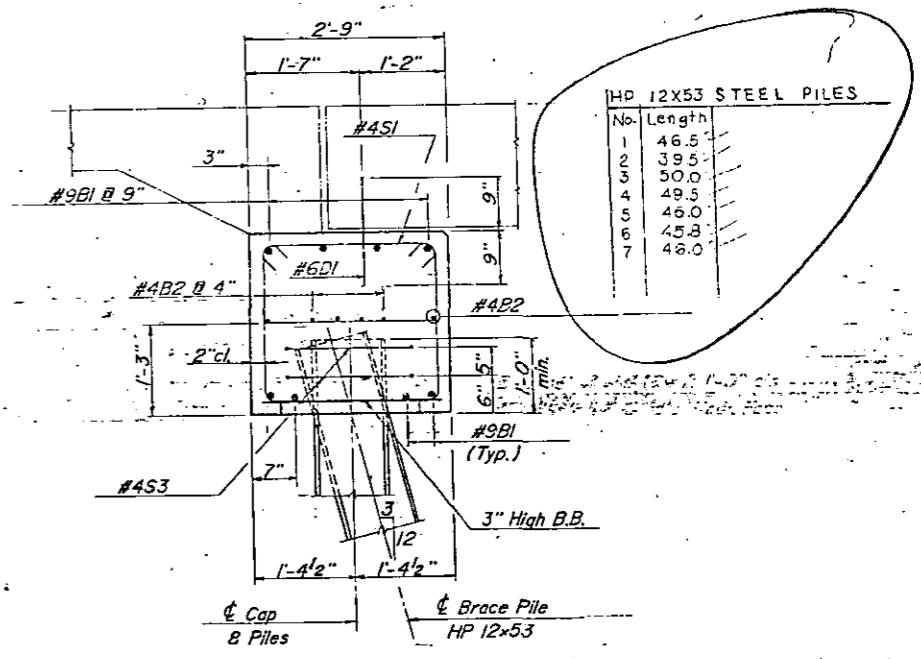 2'-9"
1'-7"
1'-2"
HP 12X53 STEEL PILES
No. Length
1 46.5
2 39.5
3 50.0
4 49.5
5 46.0
6 45.8
7 46.0
#4S1
3"
#9B1 @ 9"
9"
9"
#6D1
#4B2 @ 4"
#4B2
1'-3"
2" cl.
6"
5"
1'-0"
min.
#9B1
(Typ.)
7"
#4S3
3" High B.B.
3
12
1'-4½"
1'-4½"
℄ Cap
& Piles
℄ Brace Pile
HP 12x53